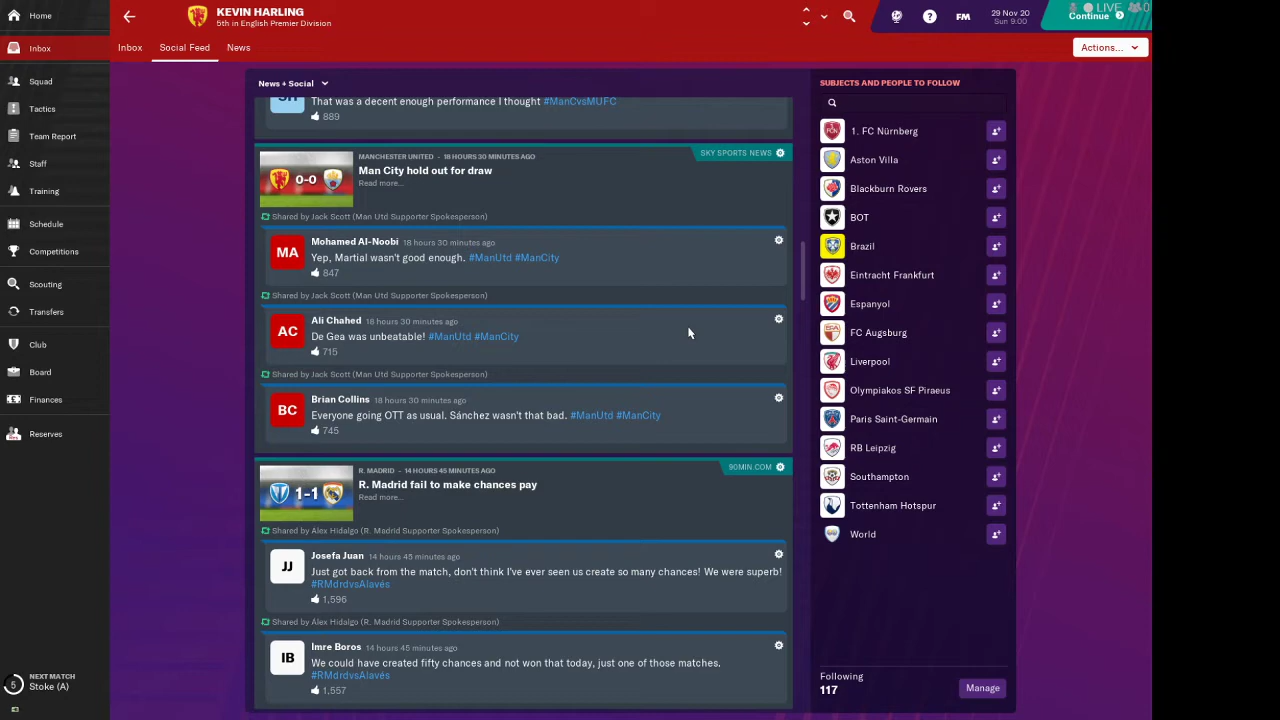 Home
KEVIN HARLING
5th in English Premier Division
FM
29 Nov 20
Sun 9:00
LIVE
0
Continue
Inbox
Inbox
Social Feed
News
Actions...
Squad
Tactics
Team Report
Staff
Training
Schedule
Competitions
Scouting
Transfers
Club
Board
Finances
Reserves
NEXT MATCH
Stoke (A)
5
News + Social
That was a decent enough performance I thought #ManCvsMUFC
889
SKY SPORTS NEWS
MANCHESTER UNITED - 18 HOURS 30 MINUTES AGO
Man City hold out for draw
Read more...
0-0
Shared by Jack Scott (Man Utd Supporter Spokesperson)
MA
Mohamed Al-Noobi 18 hours 30 minutes ago
Yep, Martial wasn't good enough. #ManUtd #ManCity
847
Shared by Jack Scott (Man Utd Supporter Spokesperson)
AC
Ali Chahed 18 hours 30 minutes ago
De Gea was unbeatable! #ManUtd #ManCity
715
Shared by Jack Scott (Man Utd Supporter Spokesperson)
BC
Brian Collins 18 hours 30 minutes ago
Everyone going OTT as usual. Sánchez wasn't that bad. #ManUtd #ManCity
745
90MIN.COM
R. MADRID - 14 HOURS 45 MINUTES AGO
R. Madrid fail to make chances pay
Read more...
1-1
Shared by Alex Hidalgo (R. Madrid Supporter Spokesperson)
JJ
Josefa Juan 14 hours 45 minutes ago
Just got back from the match, don't think I've ever seen us create so many chances! We were superb!
#RMdrdvsAlavés
1,596
Shared by Alex Hidalgo (R. Madrid Supporter Spokesperson)
IB
Imre Boros 14 hours 45 minutes ago
We could have created fifty chances and not won that today, just one of those matches.
#RMdrdvsAlavés
1,557
SUBJECTS AND PEOPLE TO FOLLOW
1. FC Nürnberg
Aston Villa
Blackburn Rovers
BOT
Brazil
Eintracht Frankfurt
Espanyol
FC Augsburg
Liverpool
Olympiakos SF Piraeus
Paris Saint-Germain
RB Leipzig
Southampton
Tottenham Hotspur
World
Following
117
Manage